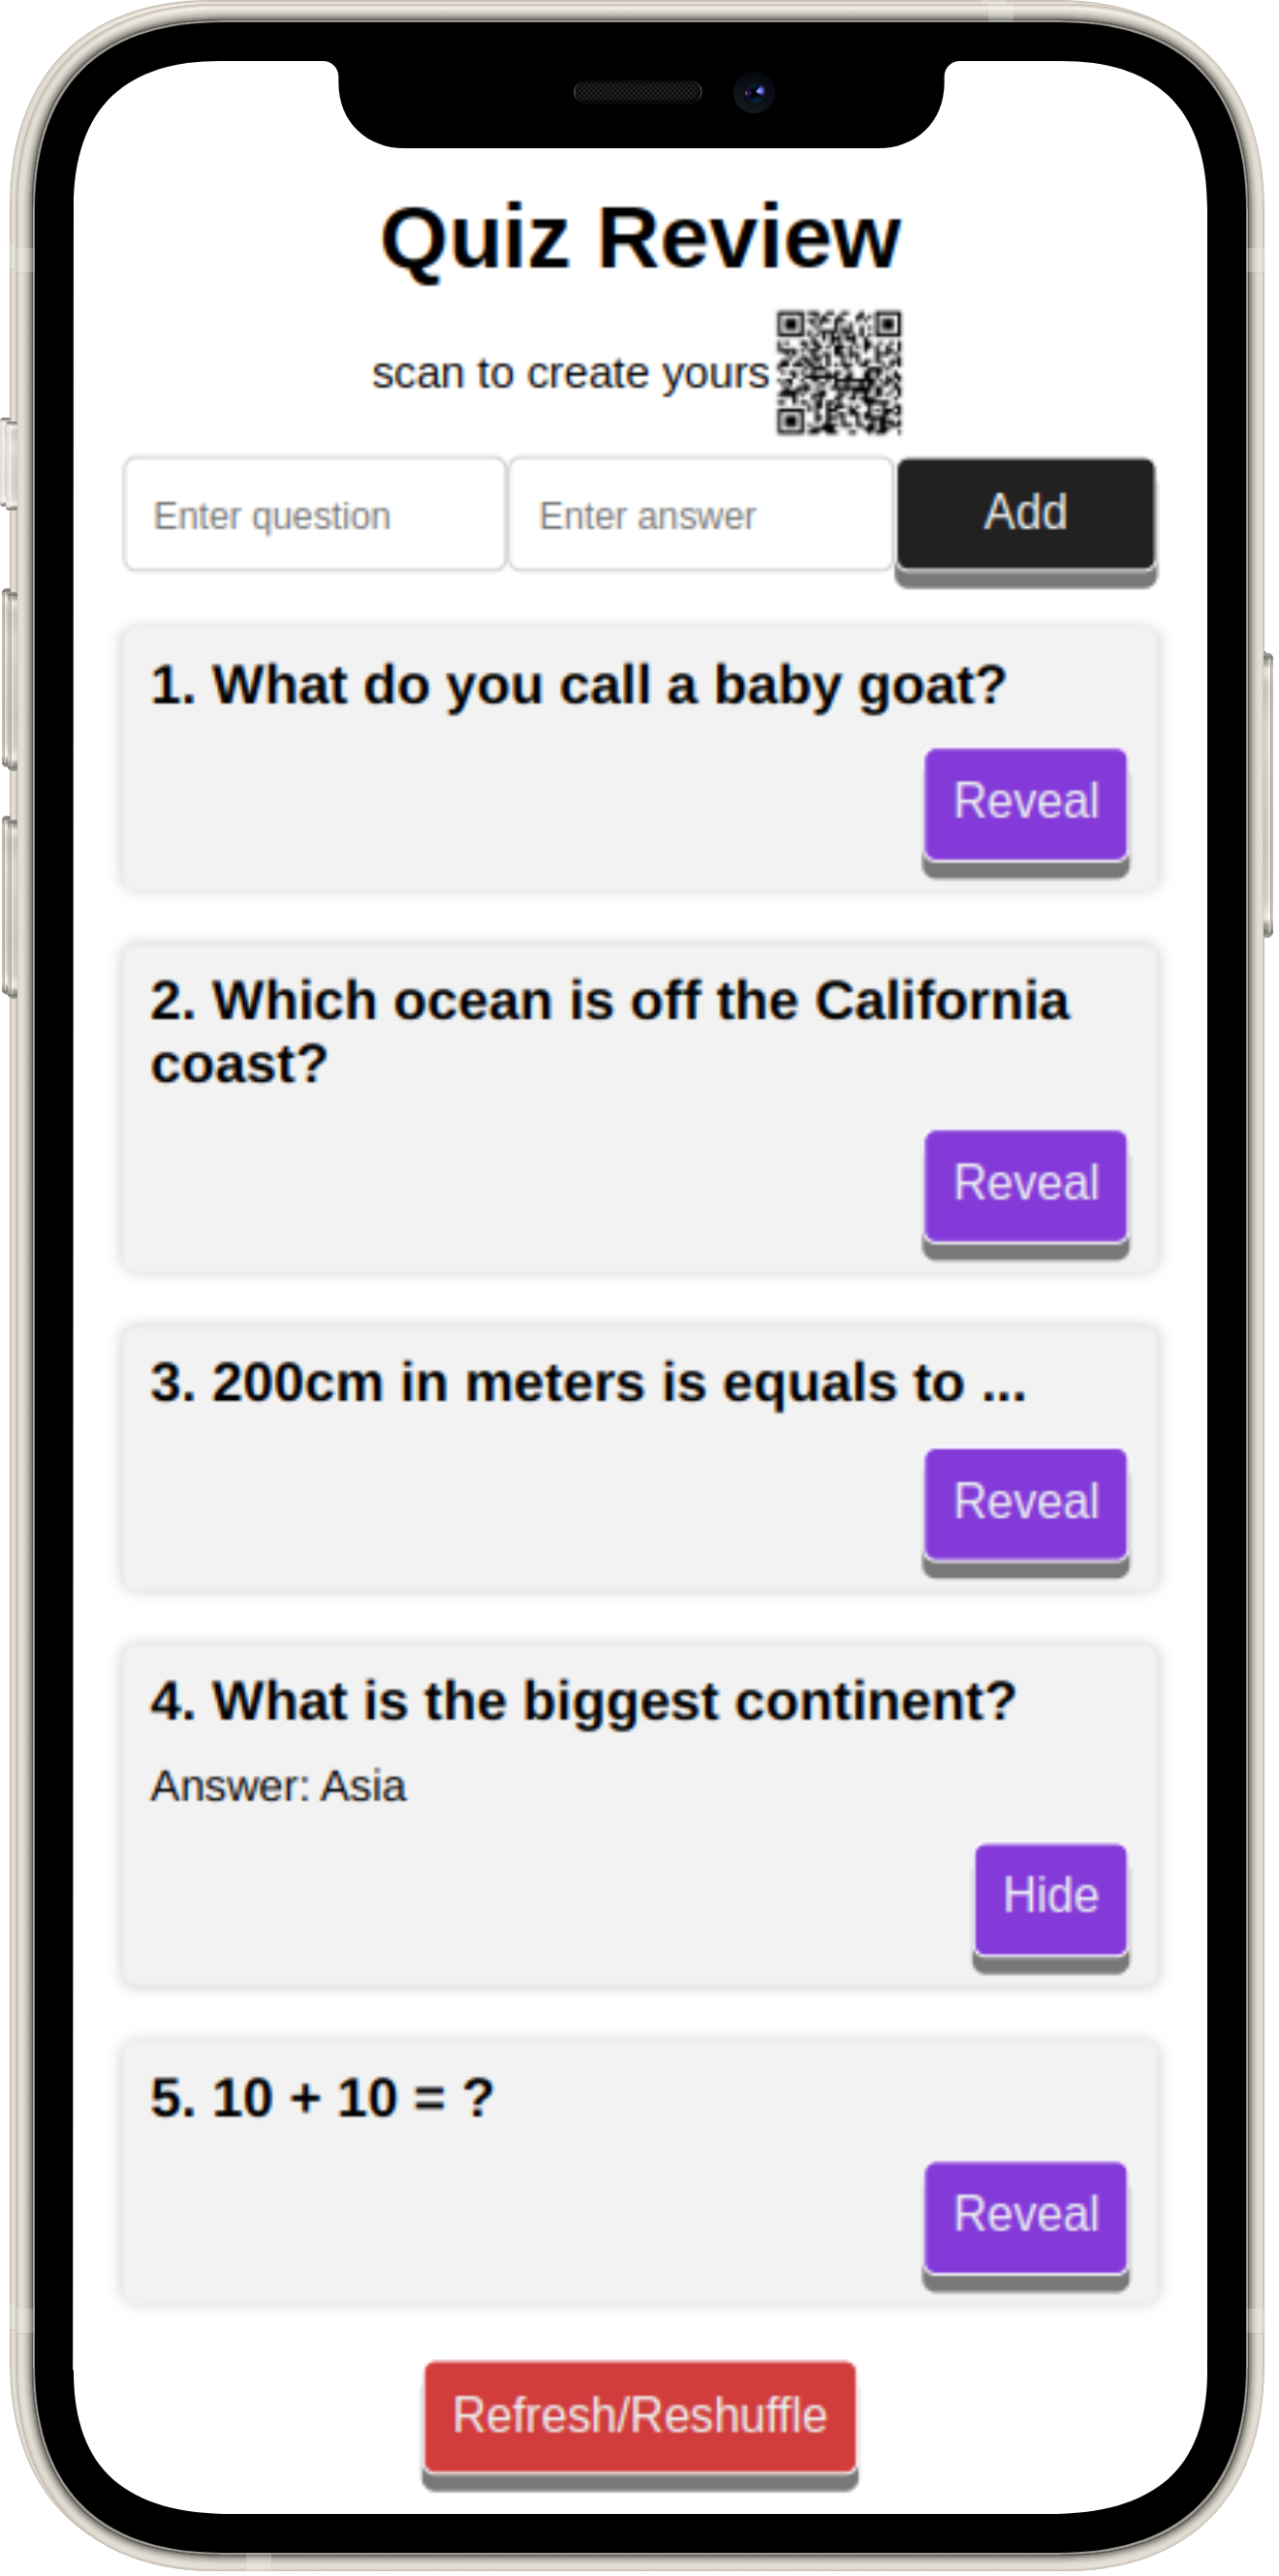 Quiz Review
scan to create yours
Enter question
Enter answer
Add
1. What do you call a baby goat?
Reveal
2. Which ocean is off the California
coast?
Reveal
3. 200cm in meters is equals to ...
Reveal
4. What is the biggest continent?
Answer: Asia
Hide
5. 10 + 10 = ?
Reveal
Refresh/Reshuffle